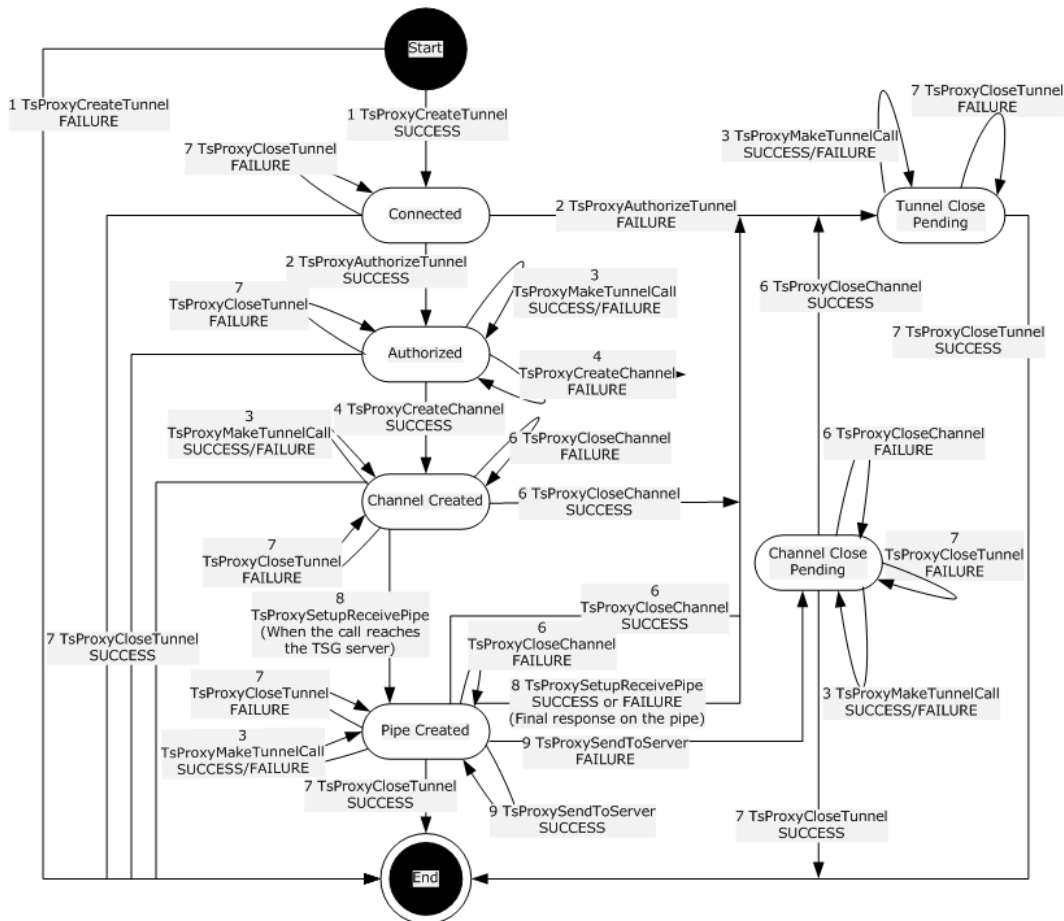 Start
1 TsProxyCreateTunnel
FAILURE
1 TsProxyCreateTunnel
SUCCESS
7 TsProxyCloseTunnel
FAILURE
3 TsProxyMakeTunnelCall
SUCCESS/FAILURE
7 TsProxyCloseTunnel
FAILURE
Connected
2 TsProxyAuthorizeTunnel
FAILURE
Tunnel Close
Pending
2 TsProxyAuthorizeTunnel
SUCCESS
7
TsProxyCloseTunnel
FAILURE
3
TsProxyMakeTunnelCall
SUCCESS/FAILURE
6 TsProxyCloseChannel
SUCCESS
7 TsProxyCloseTunnel
SUCCESS
Authorized
4
TsProxyCreateChannel
FAILURE
4 TsProxyCreateChannel
SUCCESS
3
TsProxyMakeTunnelCall
SUCCESS/FAILURE
6 TsProxyCloseChannel
FAILURE
6 TsProxyCloseChannel
FAILURE
Channel Created
6 TsProxyCloseChannel
SUCCESS
7
TsProxyCloseTunnel
FAILURE
Channel Close
Pending
7
TsProxyCloseTunnel
FAILURE
8
TsProxySetupReceivePipe
(When the call reaches
the TSG server)
6
TsProxyCloseChannel
SUCCESS
7 TsProxyCloseTunnel
SUCCESS
6
TsProxyCloseChannel
FAILURE
7
TsProxyCloseTunnel
FAILURE
8 TsProxySetupReceivePipe
SUCCESS or FAILURE
(Final response on the pipe)
3 TsProxyMakeTunnelCall
SUCCESS/FAILURE
Pipe Created
3
TsProxyMakeTunnelCall
SUCCESS/FAILURE
9 TsProxySendToServer
FAILURE
7 TsProxyCloseTunnel
SUCCESS
9 TsProxySendToServer
SUCCESS
7 TsProxyCloseTunnel
SUCCESS
End